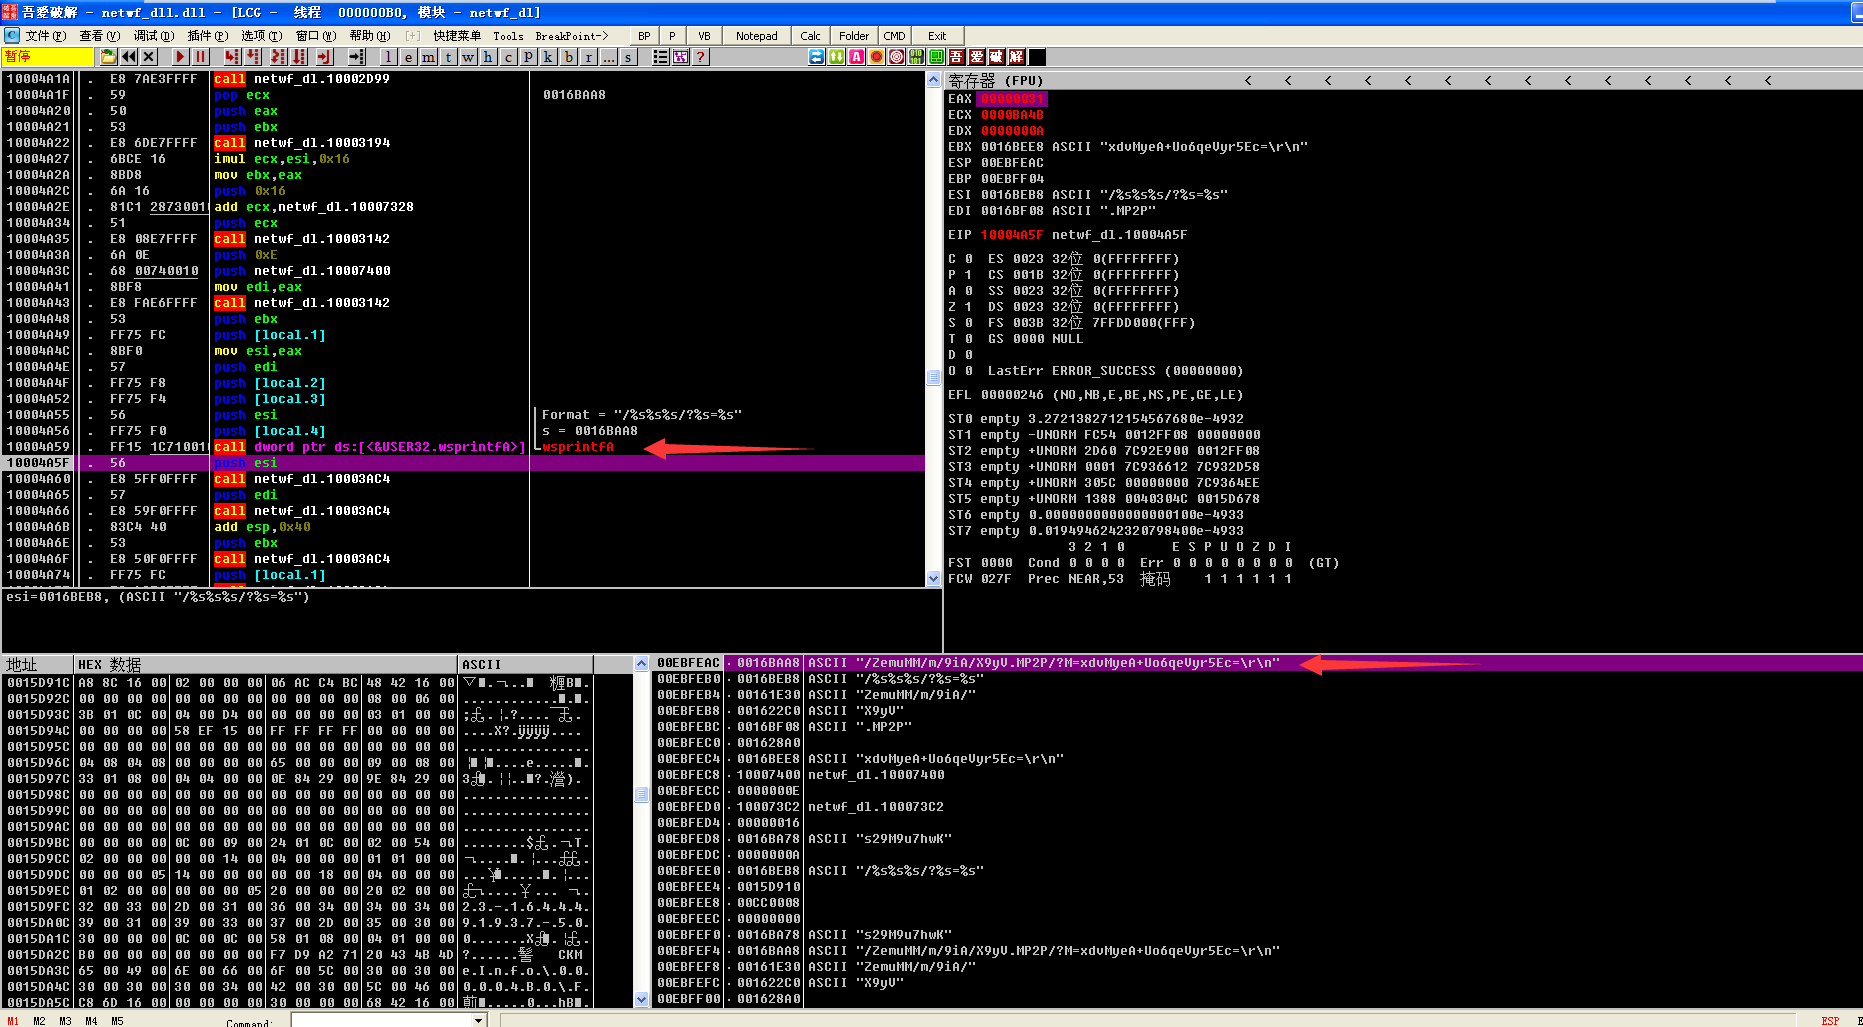 吾爱破解 - netwf_dll.dll - [LCG - 线程 000000B0, 模块 - netwf_dl]
文件(F) 查看(V) 调试(D) 插件(P) 选项(T) 窗口(W) 帮助(H) [+] 快捷菜单 Tools BreakPoint-> BP P VB Notepad Calc Folder CMD Exit
暂停 l e m t w h c P k b r ... s ? 吾 爱 破 解
10004A1A . E8 7AE3FFFF call netwf_dl.10002D99
10004A1F . 59 pop ecx 0016BAA8
10004A20 . 50 push eax
10004A21 . 53 push ebx
10004A22 . E8 6DE7FFFF call netwf_dl.10003194
10004A27 . 6BCE 16 imul ecx,esi,0x16
10004A2A . 8BD8 mov ebx,eax
10004A2C . 6A 16 push 0x16
10004A2E . 81C1 28730010 add ecx,netwf_dl.10007328
10004A34 . 51 push ecx
10004A35 . E8 08E7FFFF call netwf_dl.10003142
10004A3A . 6A 0E push 0xE
10004A3C . 68 00740010 push netwf_dl.10007400
10004A41 . 8BF8 mov edi,eax
10004A43 . E8 FAE6FFFF call netwf_dl.10003142
10004A48 . 53 push ebx
10004A49 . FF75 FC push [local.1]
10004A4C . 8BF0 mov esi,eax
10004A4E . 57 push edi
10004A4F . FF75 F8 push [local.2]
10004A52 . FF75 F4 push [local.3]
10004A55 . 56 push esi Format = "/%s%s%s/?%s=%s"
10004A56 . FF75 F0 push [local.4] s = 0016BAA8
10004A59 . FF15 1C710010 call dword ptr ds:[<&USER32.wsprintfA>] wsprintfA
10004A5F . 56 push esi
10004A60 . E8 5FF0FFFF call netwf_dl.10003AC4
10004A65 . 57 push edi
10004A66 . E8 59F0FFFF call netwf_dl.10003AC4
10004A6B . 83C4 40 add esp,0x40
10004A6E . 53 push ebx
10004A6F . E8 50F0FFFF call netwf_dl.10003AC4
10004A74 . FF75 FC push [local.1]
esi=0016BEB8, (ASCII "/%s%s%s/?%s=%s")
寄存器 (FPU) < < < < < < < < < < < < < <
EAX 00000031
ECX 0000BA4B
EDX 0000000A
EBX 0016BEE8 ASCII "xdvMyeA+Uo6qeVyr5Ec=\r\n"
ESP 00EBFEAC
EBP 00EBFF04
ESI 0016BEB8 ASCII "/%s%s%s/?%s=%s"
EDI 0016BF08 ASCII ".MP2P"
EIP 10004A5F netwf_dl.10004A5F
C 0 ES 0023 32位 0(FFFFFFFF)
P 1 CS 001B 32位 0(FFFFFFFF)
A 0 SS 0023 32位 0(FFFFFFFF)
Z 1 DS 0023 32位 0(FFFFFFFF)
S 0 FS 003B 32位 7FFDD000(FFF)
T 0 GS 0000 NULL
D 0
O 0 LastErr ERROR_SUCCESS (00000000)
EFL 00000246 (NO,NB,E,BE,NS,PE,GE,LE)
ST0 empty 3.2721382712154567680e-4932
ST1 empty -UNORM FC54 0012FF08 00000000
ST2 empty +UNORM 2D60 7C92E900 0012FF08
ST3 empty +UNORM 0001 7C936612 7C932D58
ST4 empty +UNORM 305C 00000000 7C9364EE
ST5 empty +UNORM 1388 0040304C 0015D678
ST6 empty 0.0000000000000000100e-4933
ST7 empty 0.0194946242320798400e-4933
3 2 1 0 E S P U O Z D I
FST 0000 Cond 0 0 0 0 Err 0 0 0 0 0 0 0 0 (GT)
FCW 027F Prec NEAR,53 掩码 1 1 1 1 1 1
地址 HEX 数据 ASCII
0015D91C A8 8C 16 00 02 00 00 00 06 AC C4 BC 48 42 16 00
0015D92C 00 00 00 00 00 00 00 00 00 00 00 00 08 00 06 00
0015D93C 3B 01 0C 00 04 00 D4 00 00 00 00 00 03 01 00 00
0015D94C 00 00 00 00 58 EF 15 00 FF FF FF FF 00 00 00 00 ....X?.ÿÿÿÿ....
0015D95C 00 00 00 00 00 00 00 00 00 00 00 00 00 00 00 00 ................
0015D96C 04 08 04 08 00 00 00 00 65 00 00 00 09 00 08 00
0015D97C 33 01 08 00 04 04 00 00 0E 84 29 00 9E 84 29 00
0015D98C 00 00 00 00 00 00 00 00 00 00 00 00 00 00 00 00 ................
0015D99C 00 00 00 00 00 00 00 00 00 00 00 00 00 00 00 00 ................
0015D9AC 00 00 00 00 00 00 00 00 00 00 00 00 00 00 00 00 ................
0015D9BC 00 00 00 00 0C 00 09 00 24 01 0C 00 02 00 54 00
0015D9CC 02 00 00 00 00 00 14 00 04 00 00 00 01 01 00 00
0015D9DC 00 00 00 05 14 00 00 00 00 00 18 00 04 00 00 00
0015D9EC 01 02 00 00 00 00 00 05 20 00 00 00 20 02 00 00
0015D9FC 32 00 33 00 2D 00 31 00 36 00 34 00 34 00 34 00 2.3.-.1.6.4.4.4.
0015DA0C 39 00 31 00 39 00 33 00 37 00 2D 00 35 00 30 00 9.1.9.3.7.-.5.0.
0015DA1C 30 00 00 00 0C 00 0C 00 58 01 08 00 04 01 00 00
0015DA2C B0 00 00 00 00 00 00 00 F7 D9 A2 71 20 43 4B 4D
0015DA3C 65 00 49 00 6E 00 66 00 6F 00 5C 00 30 00 30 00 e.I.n.f.o.\.0.0.
0015DA4C 30 00 30 00 30 00 34 00 42 00 30 00 5C 00 46 00 0.0.0.4.B.0.\.F.
0015DA5C C8 6D 16 00 00 00 00 00 30 00 00 00 68 42 16 00
00EBFEAC 0016BAA8 ASCII "/ZemuMM/m/9iA/X9yV.MP2P/?M=xdvMyeA+Uo6qeVyr5Ec=\r\n"
00EBFEB0 0016BEB8 ASCII "/%s%s%s/?%s=%s"
00EBFEB4 00161E30 ASCII "ZemuMM/m/9iA/"
00EBFEB8 001622C0 ASCII "X9yV"
00EBFEBC 0016BF08 ASCII ".MP2P"
00EBFEC0 001628A0
00EBFEC4 0016BEE8 ASCII "xdvMyeA+Uo6qeVyr5Ec=\r\n"
00EBFEC8 10007400 netwf_dl.10007400
00EBFECC 0000000E
00EBFED0 100073C2 netwf_dl.100073C2
00EBFED4 00000016
00EBFED8 0016BA78 ASCII "s29M9u7hwK"
00EBFEDC 0000000A
00EBFEE0 0016BEB8 ASCII "/%s%s%s/?%s=%s"
00EBFEE4 0015D910
00EBFEE8 00CC0008
00EBFEEC 00000000
00EBFEF0 0016BA78 ASCII "s29M9u7hwK"
00EBFEF4 0016BAA8 ASCII "/ZemuMM/m/9iA/X9yV.MP2P/?M=xdvMyeA+Uo6qeVyr5Ec=\r\n"
00EBFEF8 00161E30 ASCII "ZemuMM/m/9iA/"
00EBFEFC 001622C0 ASCII "X9yV"
00EBFF00 001628A0
M1 M2 M3 M4 M5 Command: ESP E